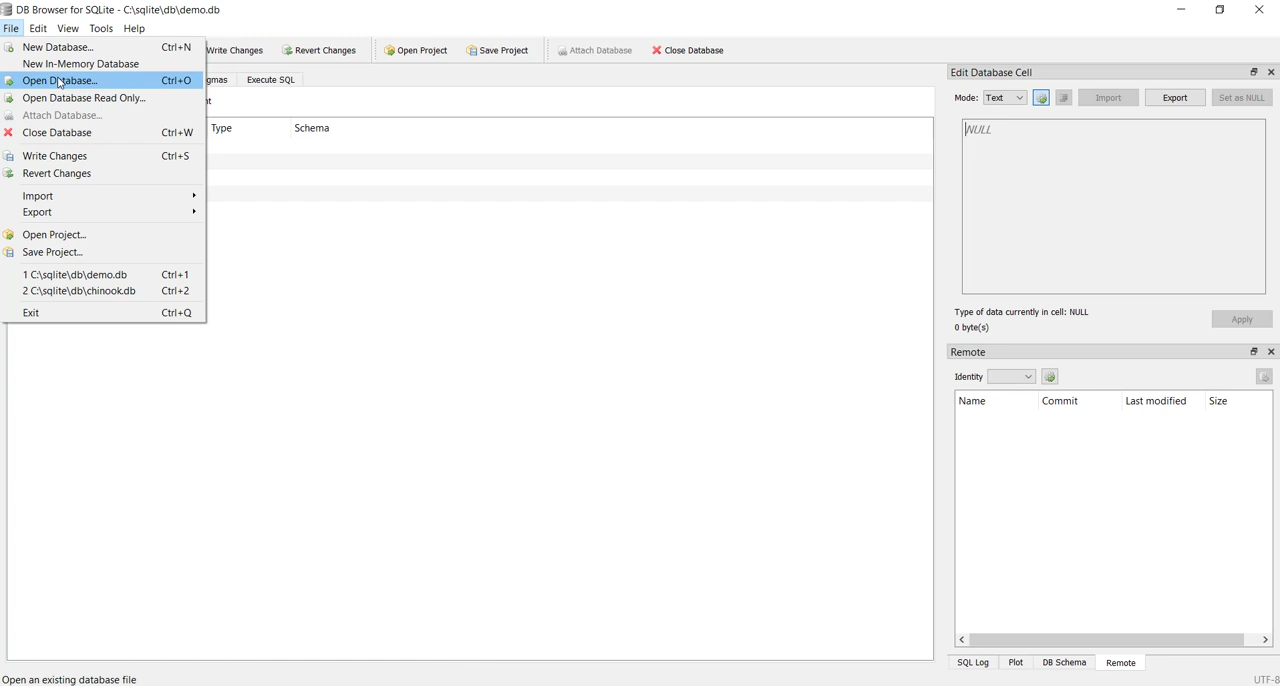 DB Browser for SQLite - C:\sqlite\db\demo.db
File Edit View Tools Help
New Database... Ctrl+N
Write Changes Revert Changes Open Project Save Project Attach Database Close Database
New In-Memory Database
Open Database... Ctrl+O
gmas Execute SQL
Open Database Read Only...
Attach Database...
Close Database Ctrl+W
Type Schema
Write Changes Ctrl+S
Revert Changes
Import
Export
Open Project...
Save Project...
1 C:\sqlite\db\demo.db Ctrl+1
2 C:\sqlite\db\chinook.db Ctrl+2
Exit Ctrl+Q
Edit Database Cell
Mode: Text Import Export Set as NULL
NULL
Type of data currently in cell: NULL
0 byte(s)
Apply
Remote
Identity
Name Commit Last modified Size
SQL Log Plot DB Schema Remote
Open an existing database file UTF-8